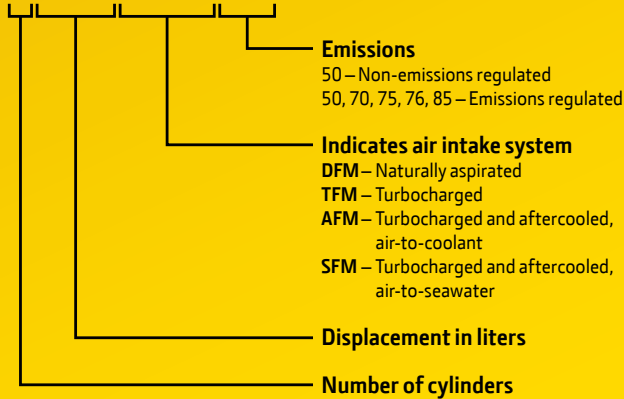 Emissions
50 – Non-emissions regulated
50, 70, 75, 76, 85 – Emissions regulated
Indicates air intake system
DFM – Naturally aspirated
TFM – Turbocharged
AFM – Turbocharged and aftercooled,
air-to-coolant
SFM – Turbocharged and aftercooled,
air-to-seawater
Displacement in liters
Number of cylinders